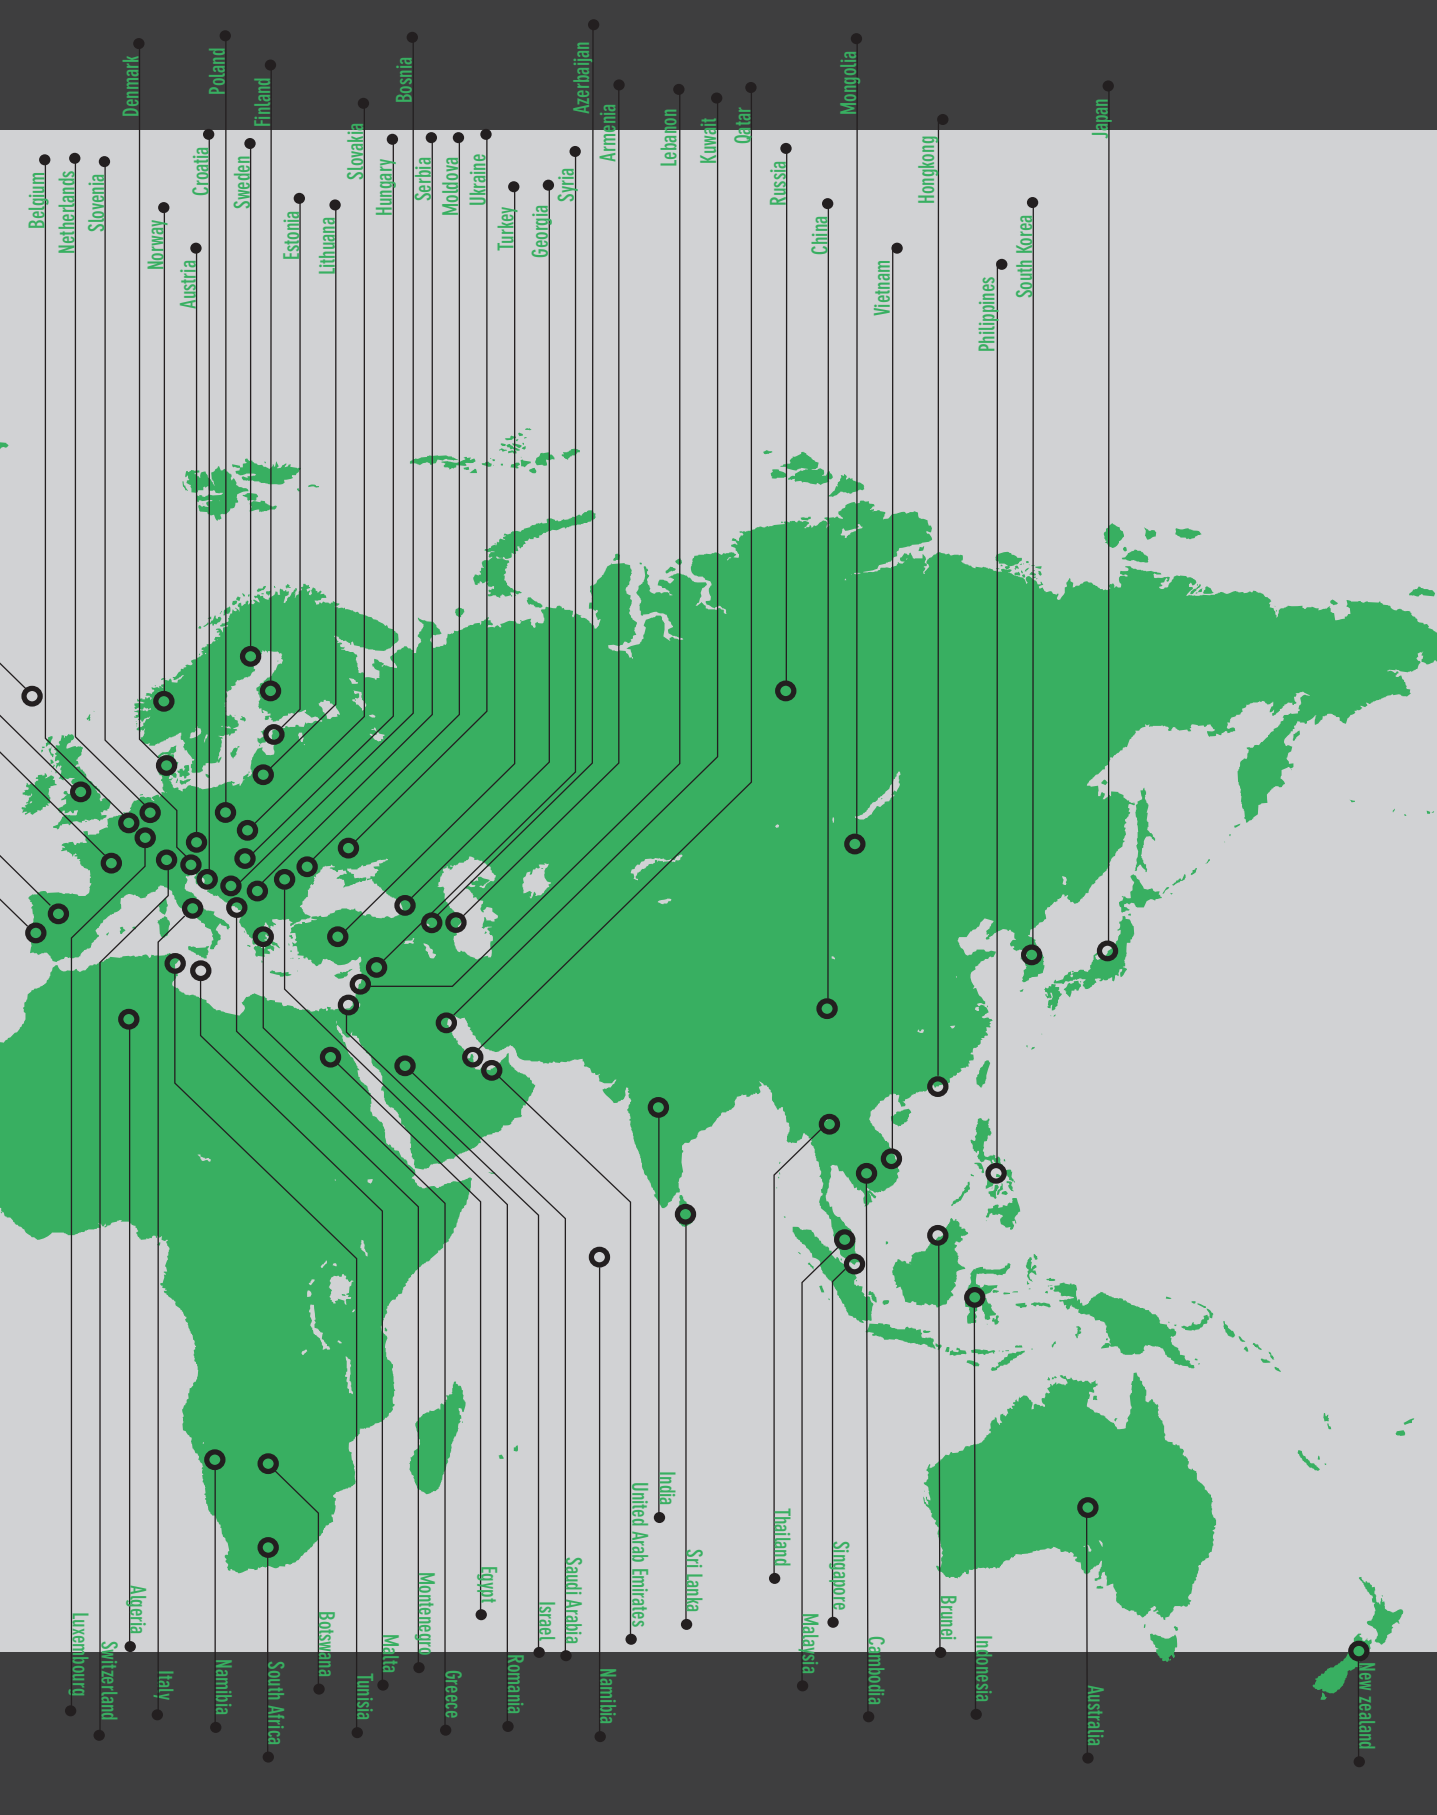 Belgium
Netherlands
Slovenia
Denmark
Norway
Austria
Croatia
Poland
Sweden
Finland
Estonia
Lithuana
Slovakia
Hungary
Bosnia
Serbia
Moldova
Ukraine
Turkey
Georgia
Syria
Azerbaijan
Armenia
Lebanon
Kuwait
Qatar
Russia
China
Mongolia
Vietnam
Hongkong
Philippines
South Korea
Japan
Luxembourg
Switzerland
Algeria
Italy
Namibia
South Africa
Botswana
Tunisia
Malta
Montenegro
Greece
Egypt
Romania
Israel
Saudi Arabia
Namibia
United Arab Emirates
India
Sri Lanka
Thailand
Malaysia
Singapore
Cambodia
Brunei
Indonesia
Australia
New zealand